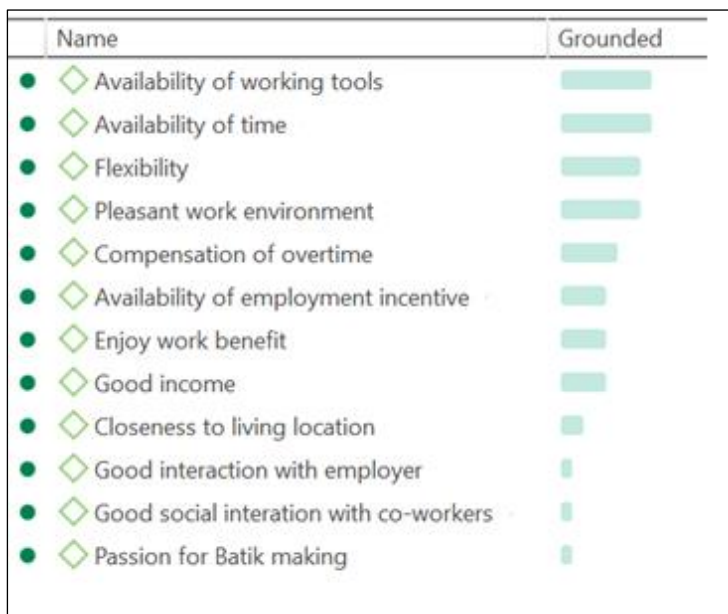 Name Grounded
Availability of working tools
Availability of time
Flexibility
Pleasant work environment
Compensation of overtime
Availability of employment incentive
Enjoy work benefit
Good income
Closeness to living location
Good interaction with employer
Good social interation with co-workers
Passion for Batik making